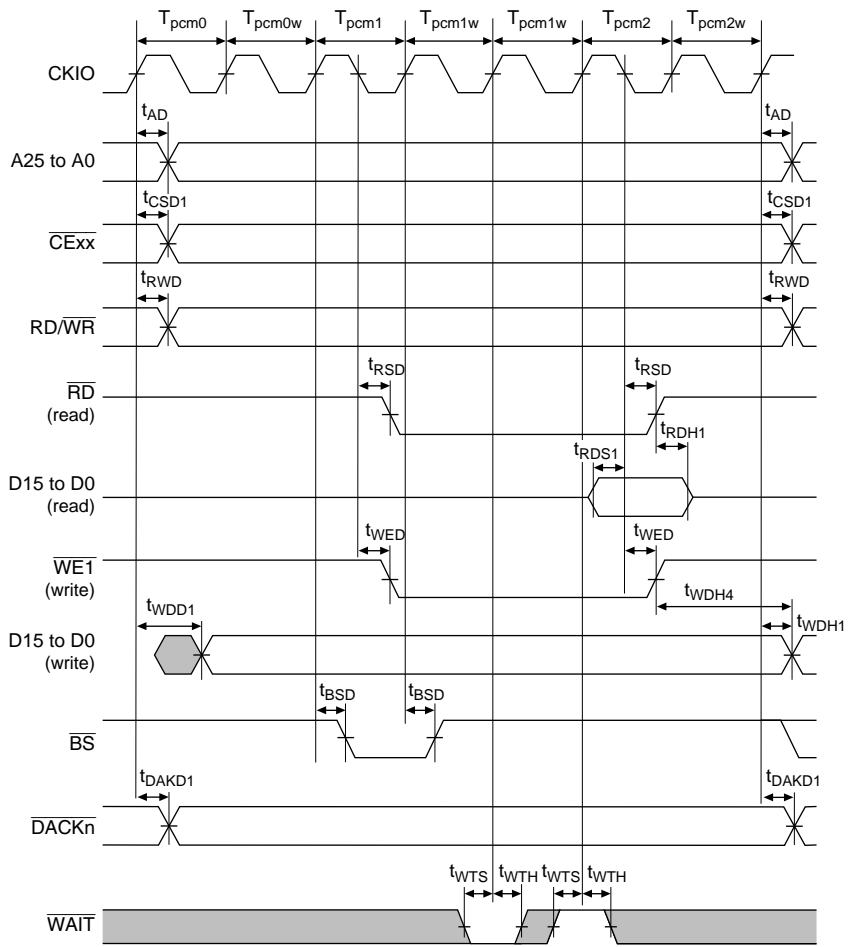 Tpcm0 Tpcm0w Tpcm1 Tpcm1w Tpcm1w Tpcm2 Tpcm2w
CKIO
tAD tAD
A25 to A0
tCSD1 tCSD1
CExx
tRWD tRWD
RD/WR
tRSD tRSD
RD
(read)
tRDH1
tRDS1
D15 to D0
(read)
tWED tWED
WE1
(write)
tWDH4
tWDD1 tWDH1
D15 to D0
(write)
tBSD tBSD
BS
tDAKD1 tDAKD1
DACKn
tWTS tWTH tWTS tWTH
WAIT